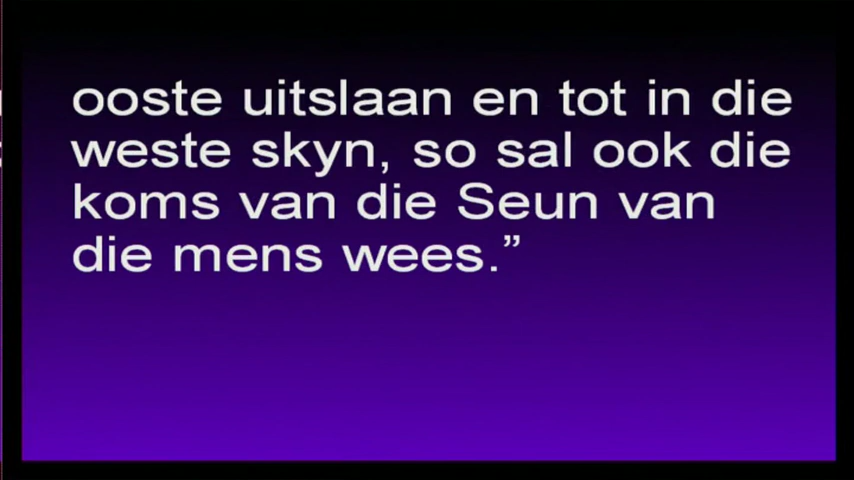 ooste uitslaan en tot in die
weste skyn, so sal ook die
koms van die Seun van
die mens wees.”